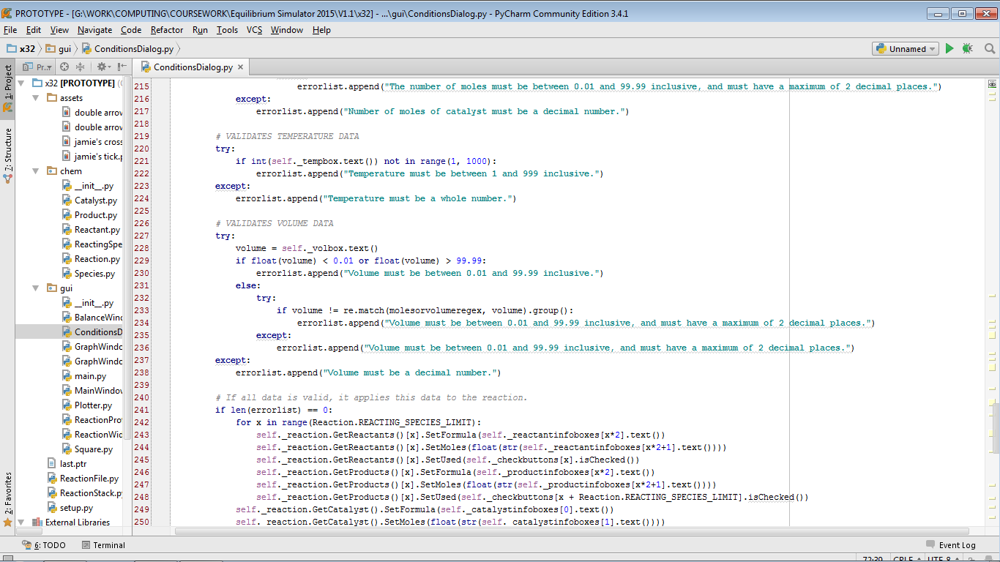 PROTOTYPE - [G:\WORK\COMPUTING\COURSEWORK\Equilibrium Simulator 2015\V1.1\x32] - ...\gui\ConditionsDialog.py - PyCharm Community Edition 3.4.1
File Edit View Navigate Code Refactor Run Tools VCS Window Help
x32 gui ConditionsDialog.py Unnamed
Pr.. ConditionsDialog.py
1: Project
7: Structure
2: Favorites
x32 [PROTOTYPE] (
assets
double arrow
double arrow
jamie's cross
jamie's tick.p
chem
__init__.py
Catalyst.py
Product.py
Reactant.py
ReactingSpe
Reaction.py
Species.py
gui
__init__.py
BalanceWind
ConditionsD
GraphWindo
GraphWindo
main.py
MainWindow
Plotter.py
ReactionPro
ReactionWid
Square.py
last.ptr
ReactionFile.py
ReactionStack.py
setup.py
External Libraries
215 errorlist.append("The number of moles must be between 0.01 and 99.99 inclusive, and must have a maximum of 2 decimal places.")
216 except:
217 errorlist.append("Number of moles of catalyst must be a decimal number.")
218
219 # VALIDATES TEMPERATURE DATA
220 try:
221 if int(self._tempbox.text()) not in range(1, 1000):
222 errorlist.append("Temperature must be between 1 and 999 inclusive.")
223 except:
224 errorlist.append("Temperature must be a whole number.")
225
226 # VALIDATES VOLUME DATA
227 try:
228 volume = self._volbox.text()
229 if float(volume) < 0.01 or float(volume) > 99.99:
230 errorlist.append("Volume must be between 0.01 and 99.99 inclusive.")
231 else:
232 try:
233 if volume != re.match(molesorvolumeregex, volume).group():
234 errorlist.append("Volume must be between 0.01 and 99.99 inclusive, and must have a maximum of 2 decimal places.")
235 except:
236 errorlist.append("Volume must be between 0.01 and 99.99 inclusive, and must have a maximum of 2 decimal places.")
237 except:
238 errorlist.append("Volume must be a decimal number.")
239
240 # If all data is valid, it applies this data to the reaction.
241 if len(errorlist) == 0:
242 for x in range(Reaction.REACTING_SPECIES_LIMIT):
243 self._reaction.GetReactants()[x].SetFormula(self._reactantinfoboxes[x*2].text())
244 self._reaction.GetReactants()[x].SetMoles(float(str(self._reactantinfoboxes[x*2+1].text())))
245 self._reaction.GetReactants()[x].SetUsed(self._checkbuttons[x].isChecked())
246 self._reaction.GetProducts()[x].SetFormula(self._productinfoboxes[x*2].text())
247 self._reaction.GetProducts()[x].SetMoles(float(str(self._productinfoboxes[x*2+1].text())))
248 self._reaction.GetProducts()[x].SetUsed(self._checkbuttons[x + Reaction.REACTING_SPECIES_LIMIT].isChecked())
249 self._reaction.GetCatalyst().SetFormula(self._catalystinfoboxes[0].text())
250 self._reaction.GetCatalyst().SetMoles(float(str(self._catalystinfoboxes[1].text())))
6: TODO Terminal Event Log
72:39 CRLF UTF-8